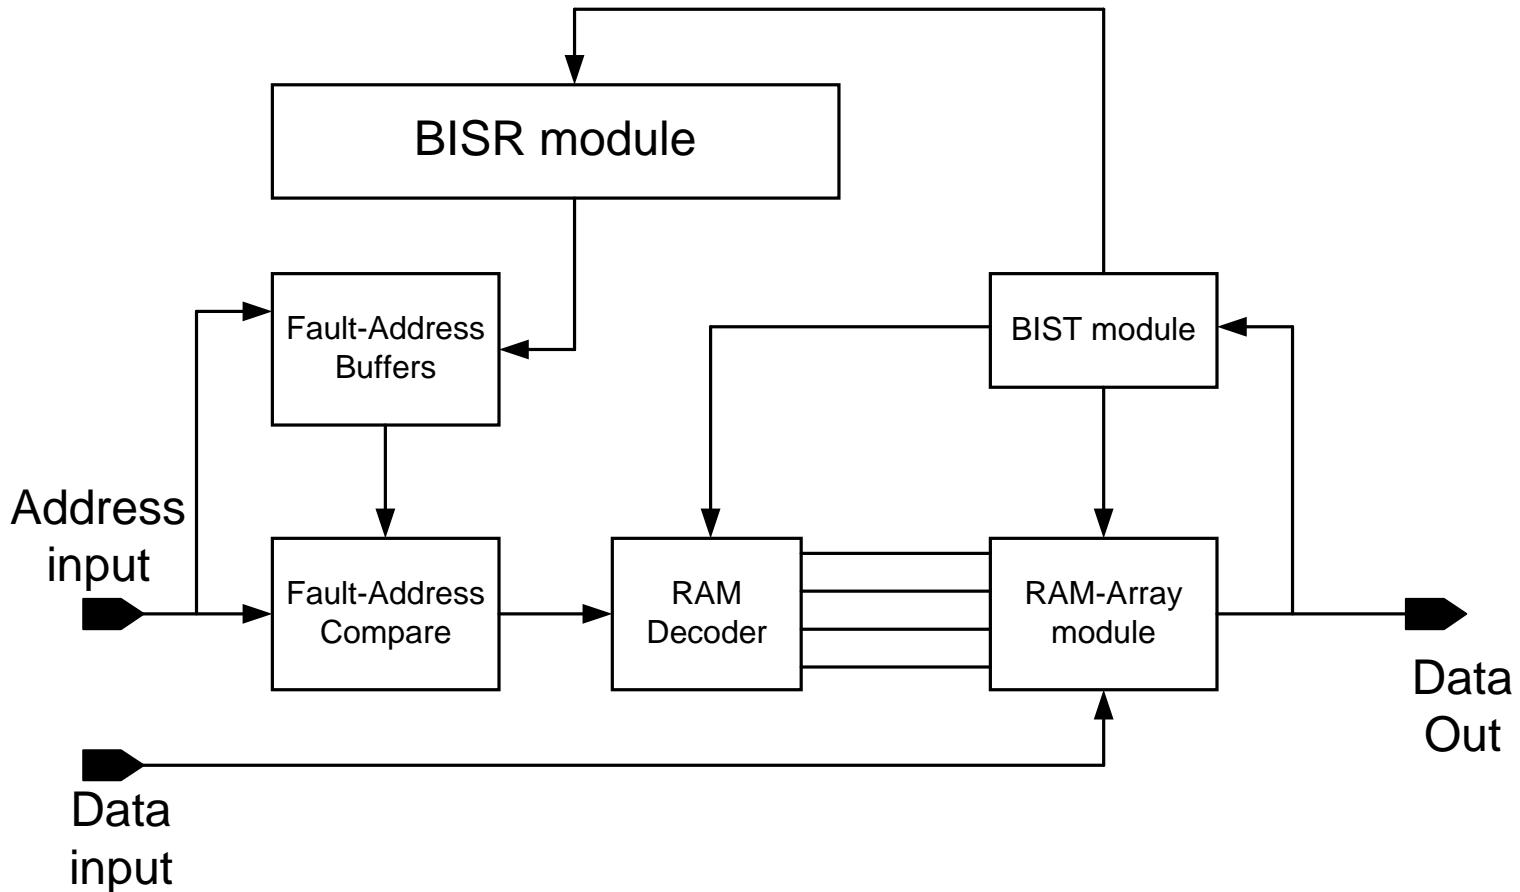 BISR module
Fault-Address
Buffers
BIST module
Address
input
Fault-Address
Compare
RAM
Decoder
RAM-Array
module
Data
Out
Data
input